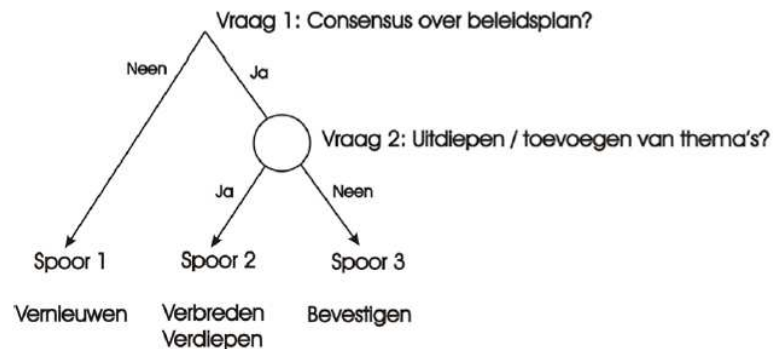 Vraag 1: Consensus over beleidsplan?
Neen
Ja
Vraag 2: Uitdiepen / toevoegen van thema's?
Ja
Neen
Spoor 1
Spoor 2
Spoor 3
Vernieuwen
Verbreden
Verdiepen
Bevestigen